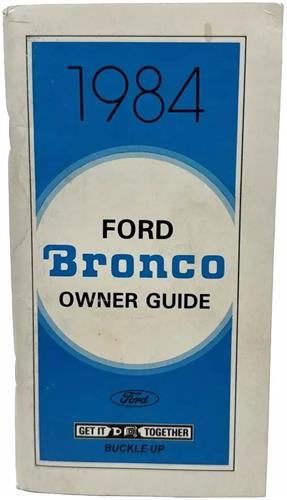 1984
FORD
Bronco
OWNER GUIDE
Ford
GET IT TOGETHER
BUCKLE-UP